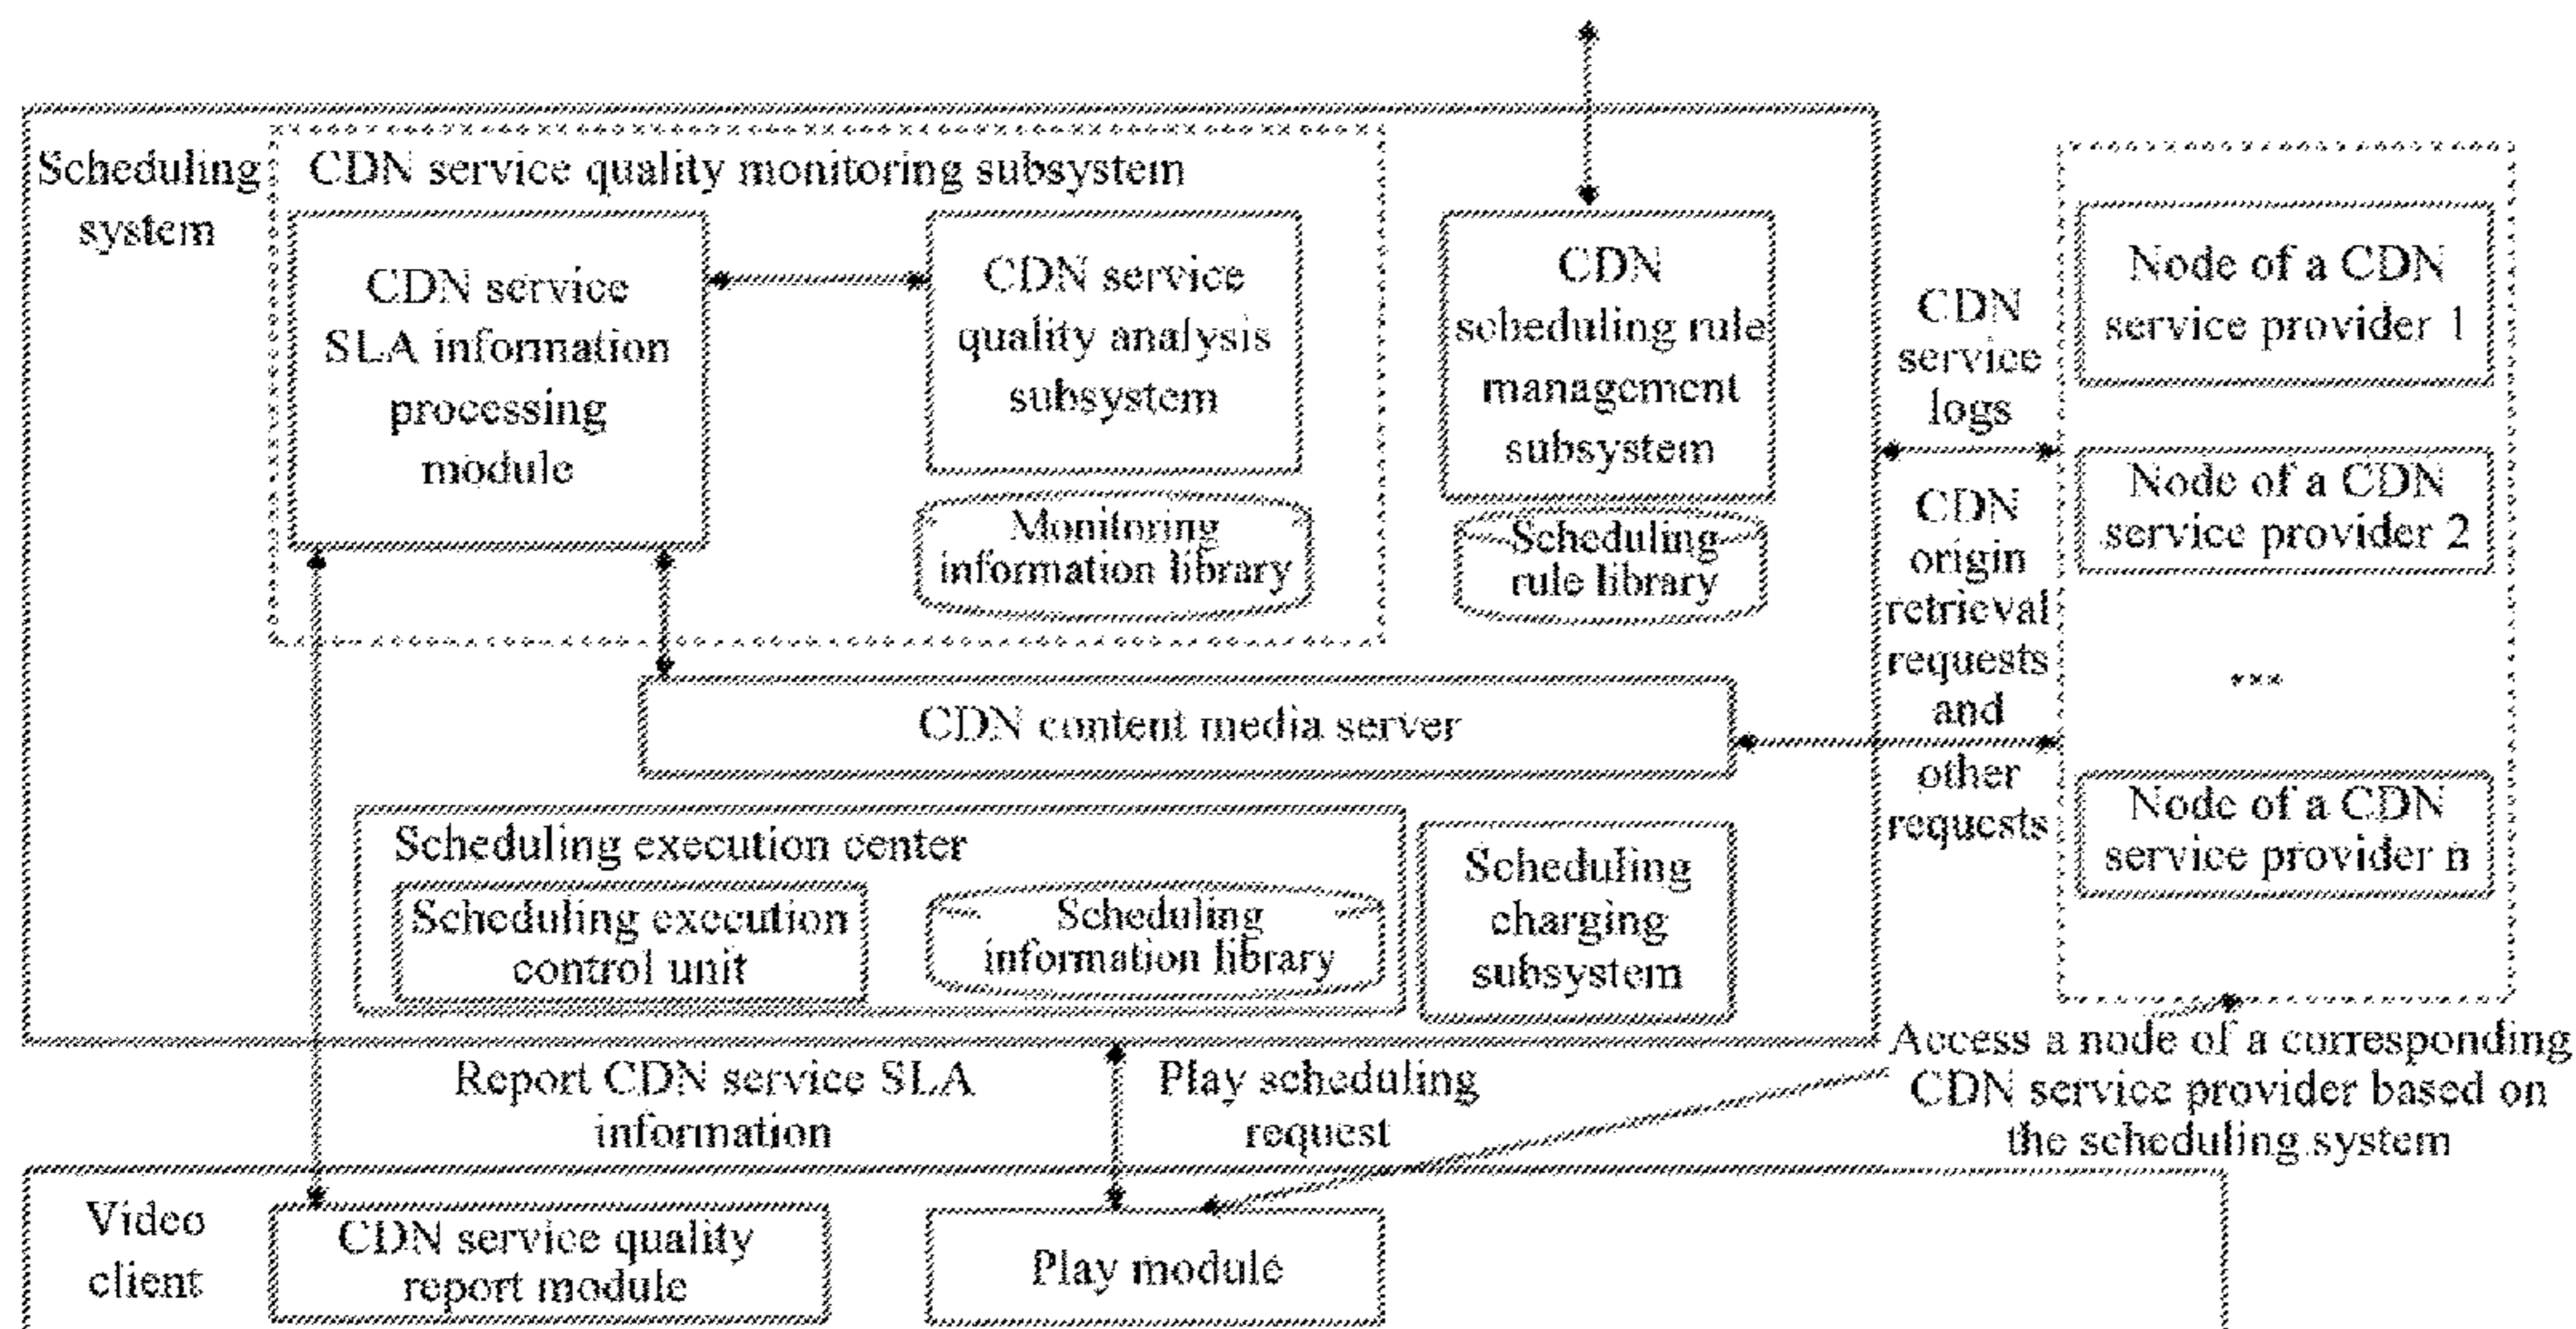 Scheduling
system
CDN service quality monitoring subsystem
CDN service
SLA information
processing
module
CDN service
quality analysis
subsystem
Monitoring
information library
CDN
scheduling rule
management
subsystem
Scheduling
rule library
CDN content media server
Scheduling execution center
Scheduling execution
control unit
Scheduling
information library
Scheduling
charging
subsystem
CDN
service
logs
CDN
origin
retrieval
requests
and
other
requests
Node of a CDN
service provider 1
Node of a CDN
service provider 2
...
Node of a CDN
service provider n
Report CDN service SLA
information
Play scheduling
request
Access a node of a corresponding
CDN service provider based on
the scheduling system
Video
client
CDN service quality
report module
Play module